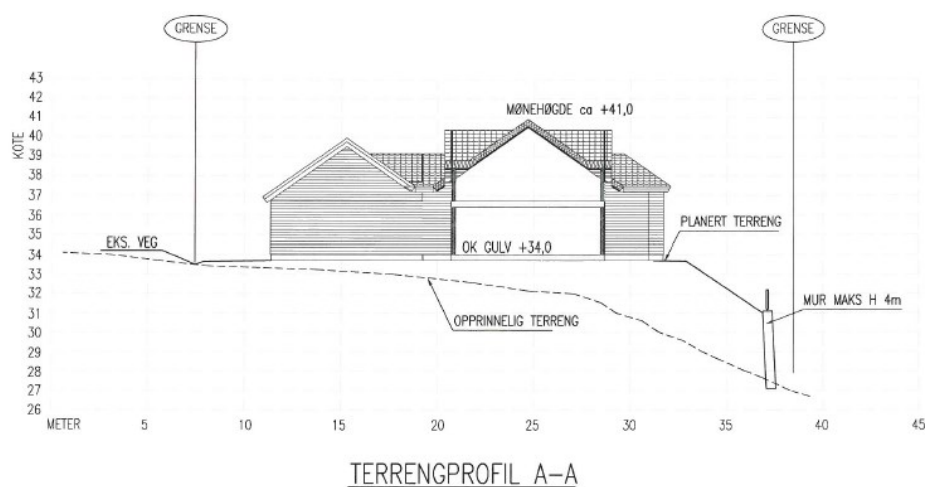 GRENSE
GRENSE
KOTE
43
42
41
40
39
38
37
36
35
34
33
32
31
30
29
28
27
26
MØNEHØGDE ca +41,0
EKS. VEG
OK GULV +34,0
PLANERT TERRENG
OPPRINNELIG TERRENG
MUR MAKS H 4m
METER 5 10 15 20 25 30 35 40 45
TERRENGPROFIL A-A